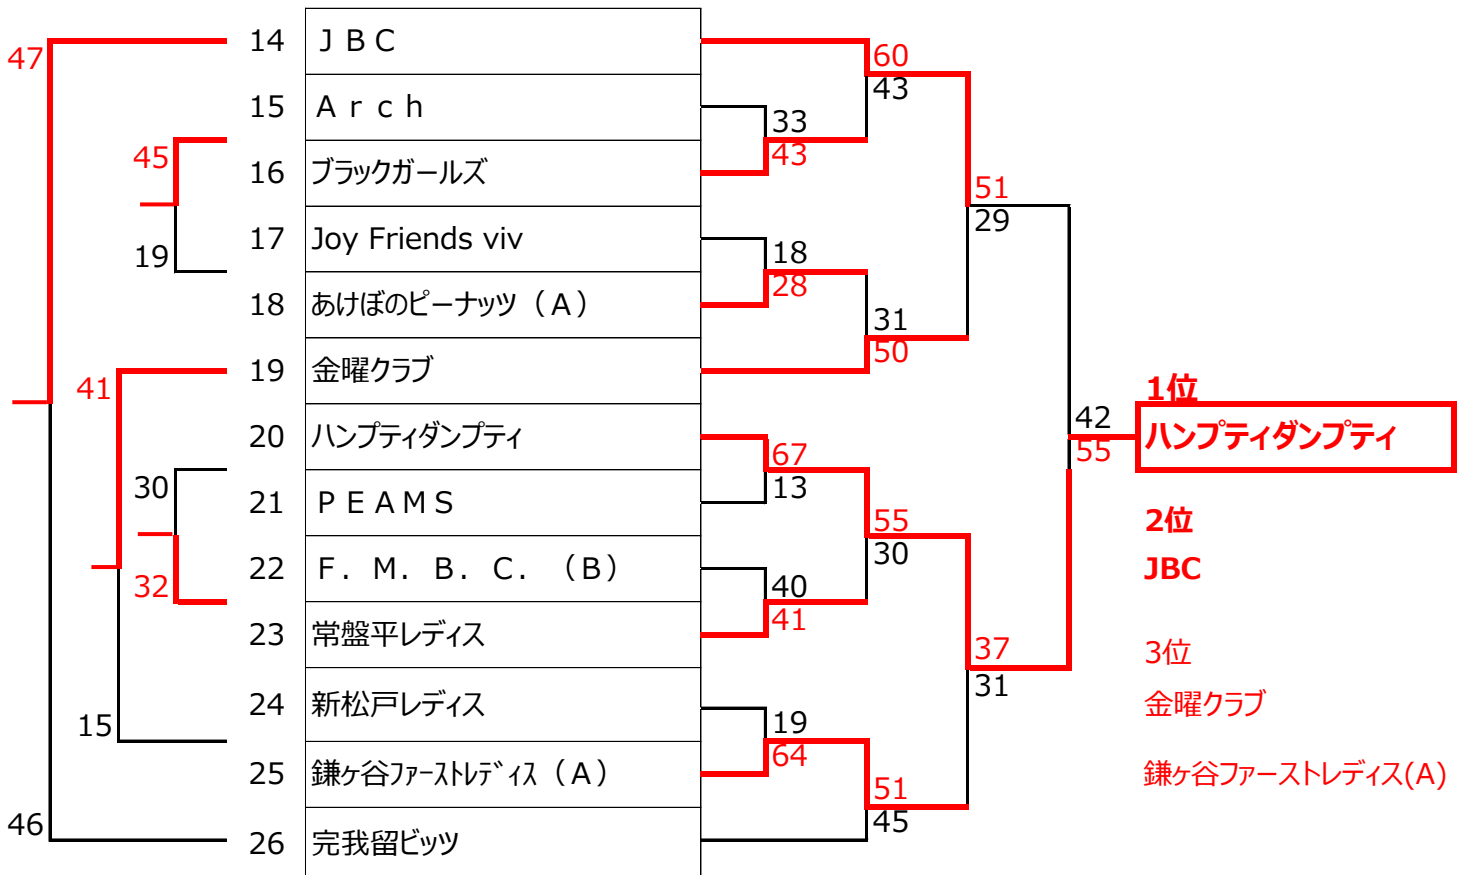 47
14 ＪＢＣ
60
43
15 Ａｒｃｈ
33
43
45
16 ブラックガールズ
51
29
19
17 Joy Friends viv
18
28
18 あけぼのピーナッツ（Ａ）
31
50
41
19 金曜クラブ
1位
42
55
ハンプティダンプティ
20 ハンプティダンプティ
67
13
30
21 ＰＥＡＭＳ
55
30
2位
JBC
32
22 Ｆ．Ｍ．Ｂ．Ｃ．（Ｂ）
40
41
23 常盤平レディス
37
31
3位
金曜クラブ
15
24 新松戸レディス
19
64
25 鎌ヶ谷ﾌｧｰｽﾄﾚﾃﾞｨｽ（Ａ）
51
45
鎌ヶ谷ファーストレディス(A)
46
26 完我留ビッツ